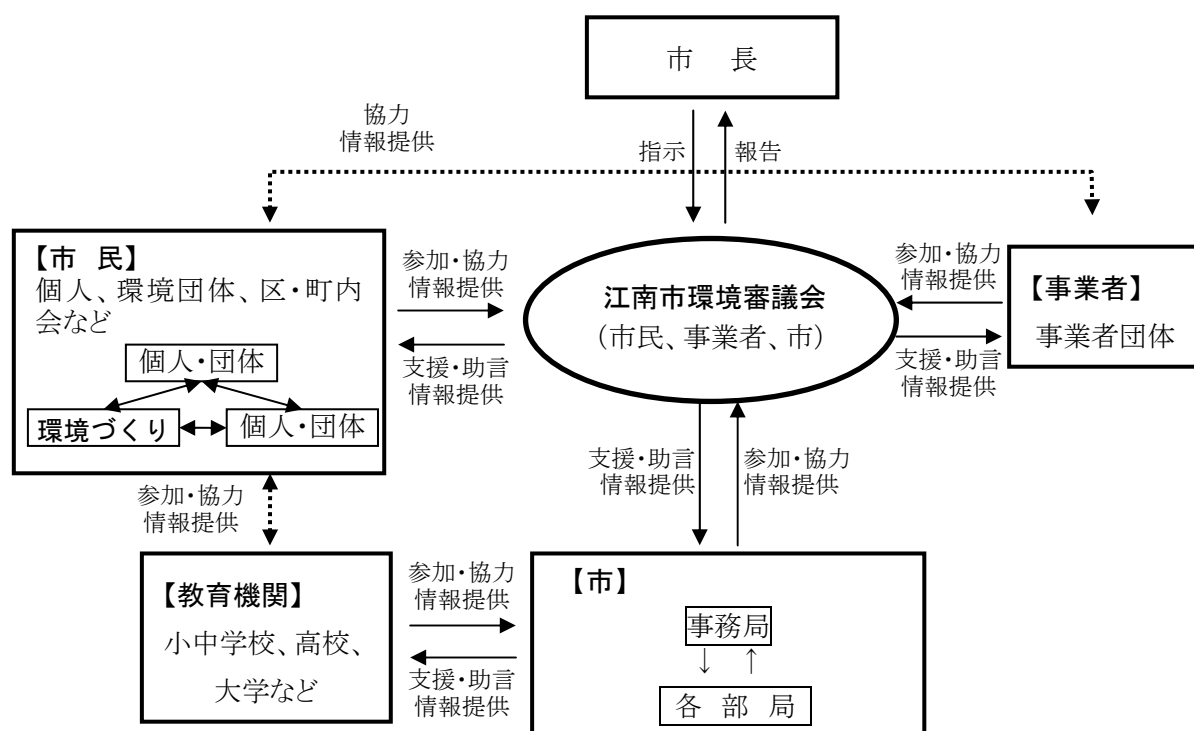 市 長
協力
情報提供
指示
報告
【市 民】
個人、環境団体、区・町内
会など
個人・団体
環境づくり
個人・団体
参加・協力
情報提供
支援・助言
情報提供
江南市環境審議会
(市民、事業者、市)
参加・協力
情報提供
支援・助言
情報提供
【事業者】
事業者団体
支援・助言
情報提供
参加・協力
情報提供
参加・協力
情報提供
【教育機関】
小中学校、高校、
大学など
参加・協力
情報提供
支援・助言
情報提供
【市】
事務局
↓ ↑
各 部 局